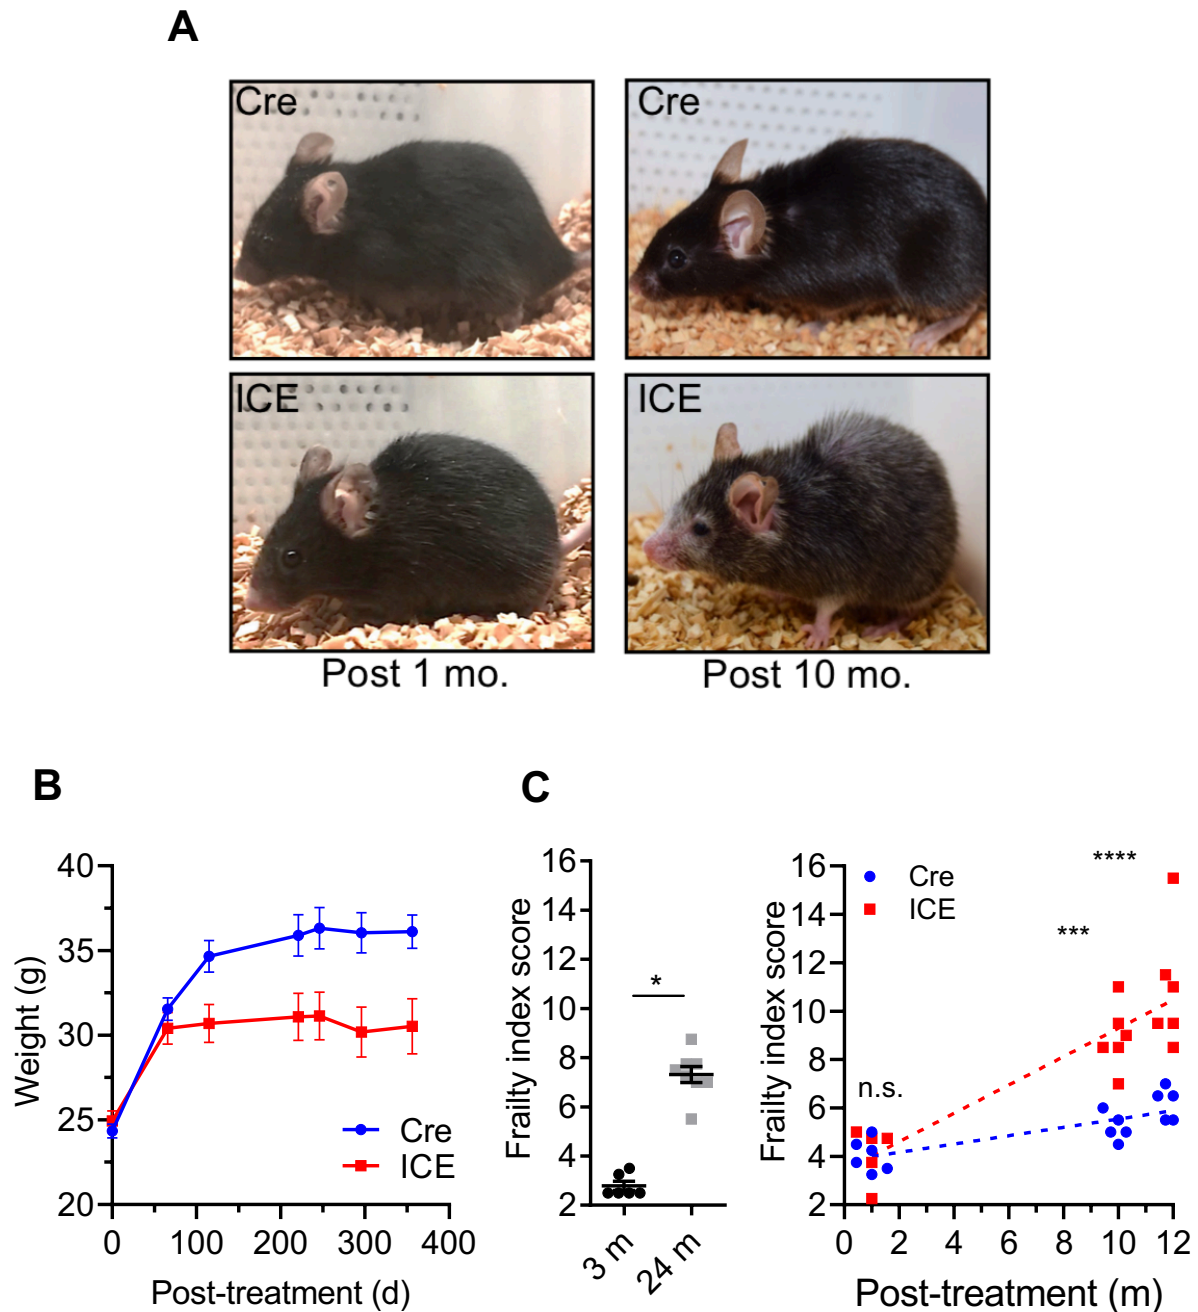 A
Cre
Cre
ICE
ICE
Post 1 mo.
Post 10 mo.
B
C
Weight (g)
40
35
30
25
20
0
100
200
300
400
Post-treatment (d)
Cre
ICE
Frailty index score
16
14
12
10
8
6
4
2
*
3 m
24 m
Frailty index score
16
14
12
10
8
6
4
2
Cre
ICE
n.s.
***
****
0
2
4
6
8
10
12
Post-treatment (m)